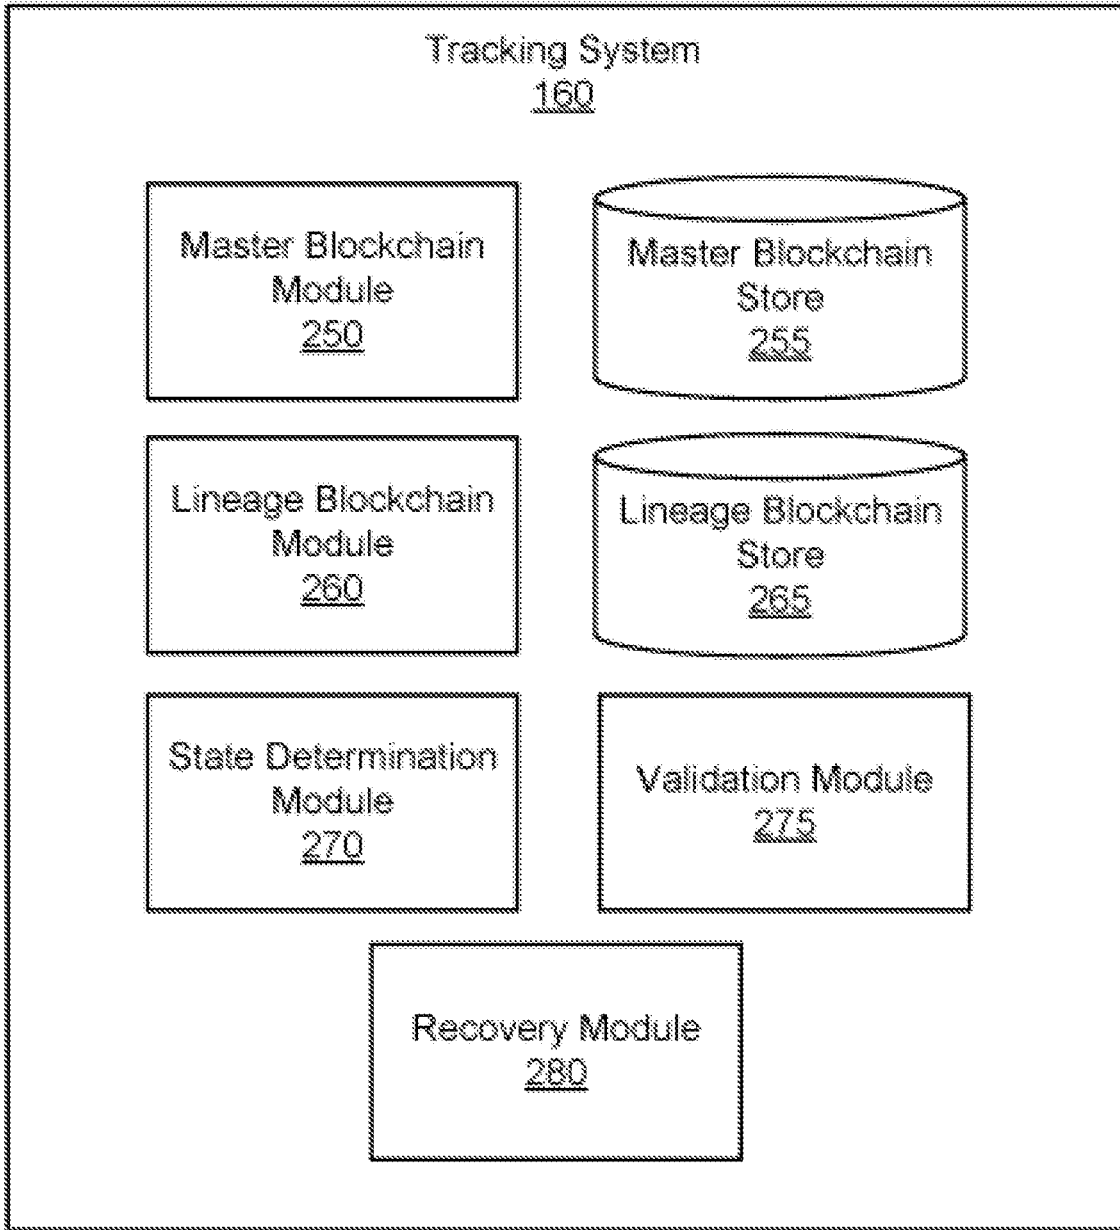 Tracking System
160
Master Blockchain
Module
250
Master Blockchain
Store
255
Lineage Blockchain
Module
260
Lineage Blockchain
Store
265
State Determination
Module
270
Validation Module
275
Recovery Module
280